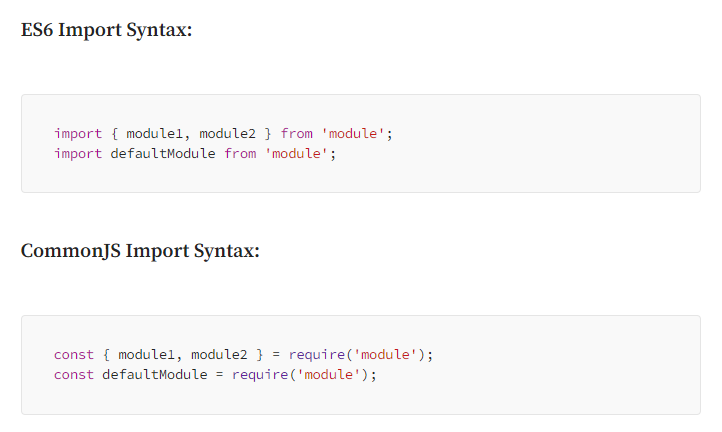 ES6 Import Syntax:
import { module1, module2 } from 'module';
import defaultModule from 'module';
CommonJS Import Syntax:
const { module1, module2 } = require('module');
const defaultModule = require('module');